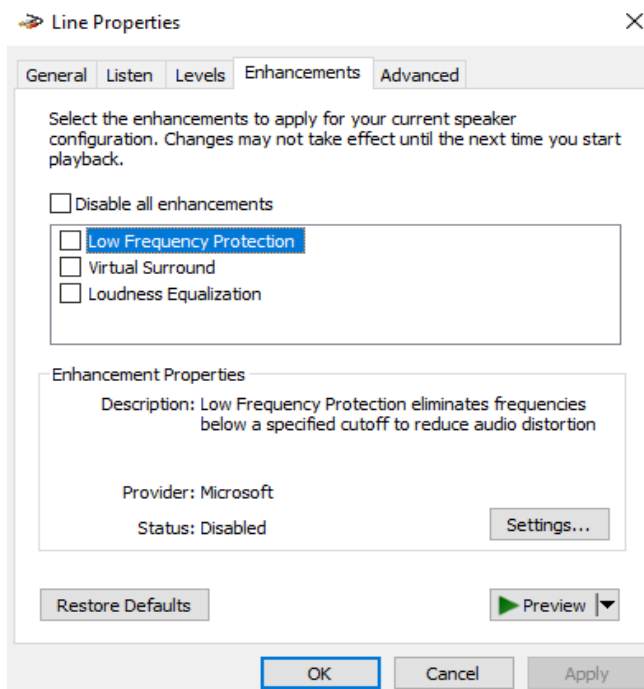 Line Properties
General Listen Levels Enhancements Advanced
Select the enhancements to apply for your current speaker
configuration. Changes may not take effect until the next time you start
playback.
Disable all enhancements
Low Frequency Protection
Virtual Surround
Loudness Equalization
Enhancement Properties
Description: Low Frequency Protection eliminates frequencies
below a specified cutoff to reduce audio distortion
Provider: Microsoft
Status: Disabled
Settings...
Restore Defaults
Preview
OK Cancel Apply